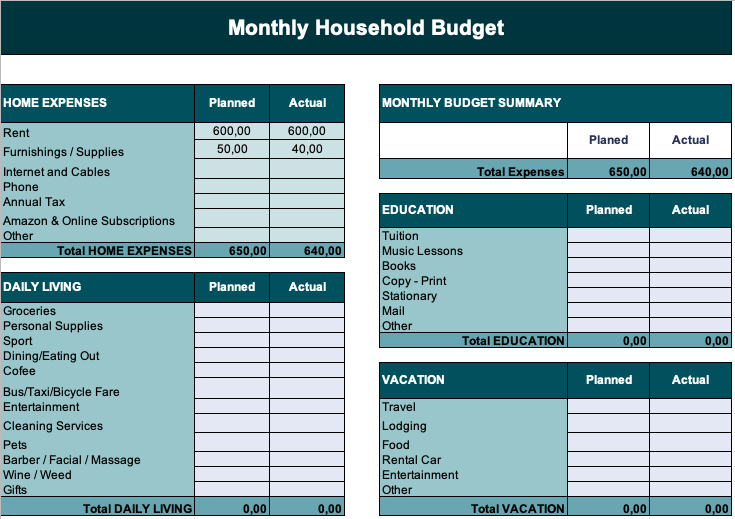 Monthly Household Budget
HOME EXPENSES Planned Actual
Rent 600,00 600,00
Furnishings / Supplies 50,00 40,00
Internet and Cables
Phone
Annual Tax
Amazon & Online Subscriptions
Other
Total HOME EXPENSES 650,00 640,00
DAILY LIVING Planned Actual
Groceries
Personal Supplies
Sport
Dining/Eating Out
Cofee
Bus/Taxi/Bicycle Fare
Entertainment
Cleaning Services
Pets
Barber / Facial / Massage
Wine / Weed
Gifts
Total DAILY LIVING 0,00 0,00
MONTHLY BUDGET SUMMARY
Planed Actual
Total Expenses 650,00 640,00
EDUCATION Planned Actual
Tuition
Music Lessons
Books
Copy - Print
Stationary
Mail
Other
Total EDUCATION 0,00 0,00
VACATION Planned Actual
Travel
Lodging
Food
Rental Car
Entertainment
Other
Total VACATION 0,00 0,00